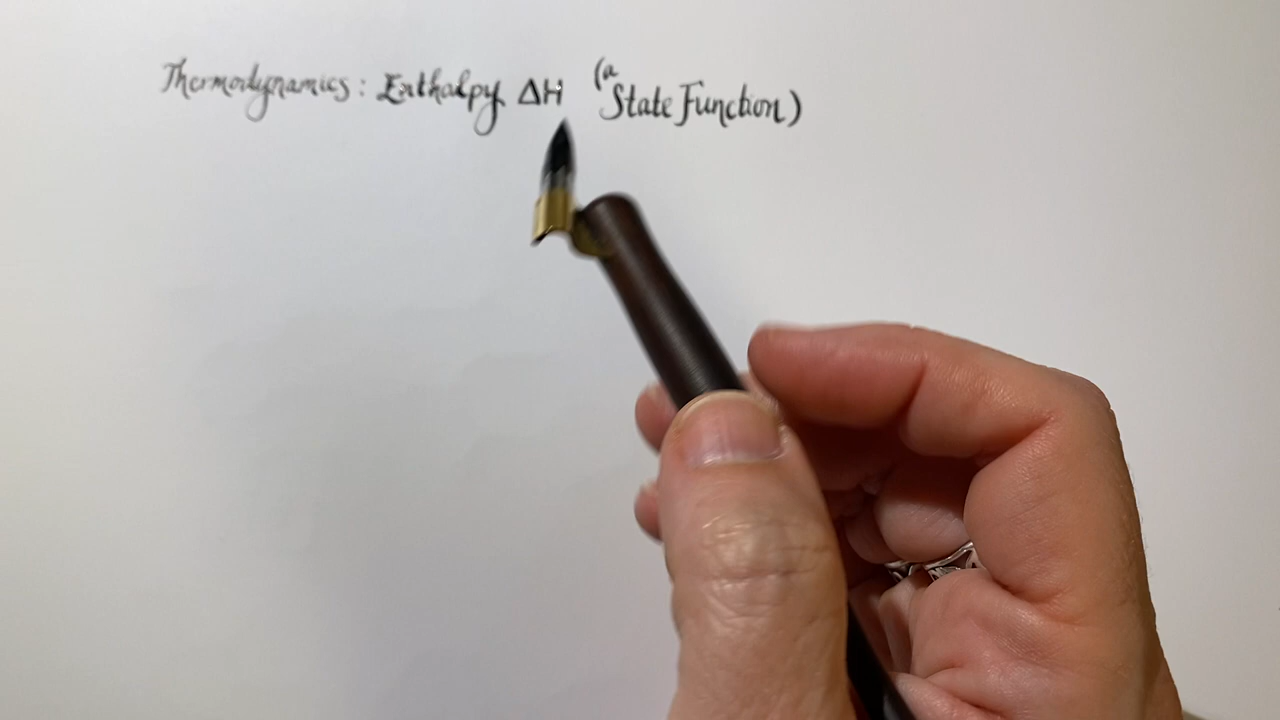 Thermodynamics: Enthalpy ΔH (a State Function)